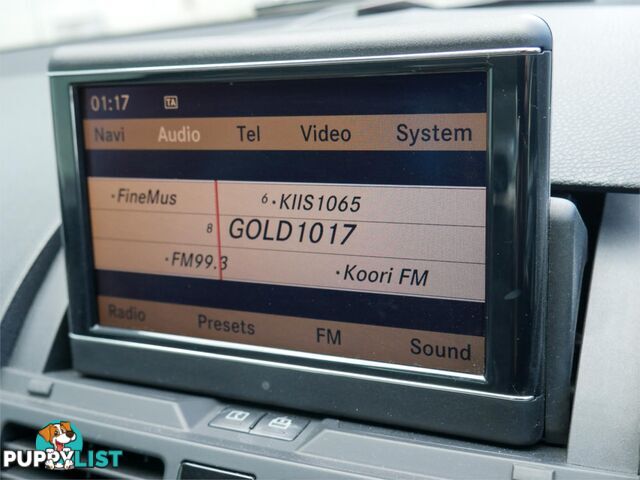 01:17 TA
Navi Audio Tel Video System
·FineMus 6·KIIS1065
8 GOLD1017
·FM99.3 ·Koori FM
Radio Presets FM Sound
PUPPYLIST